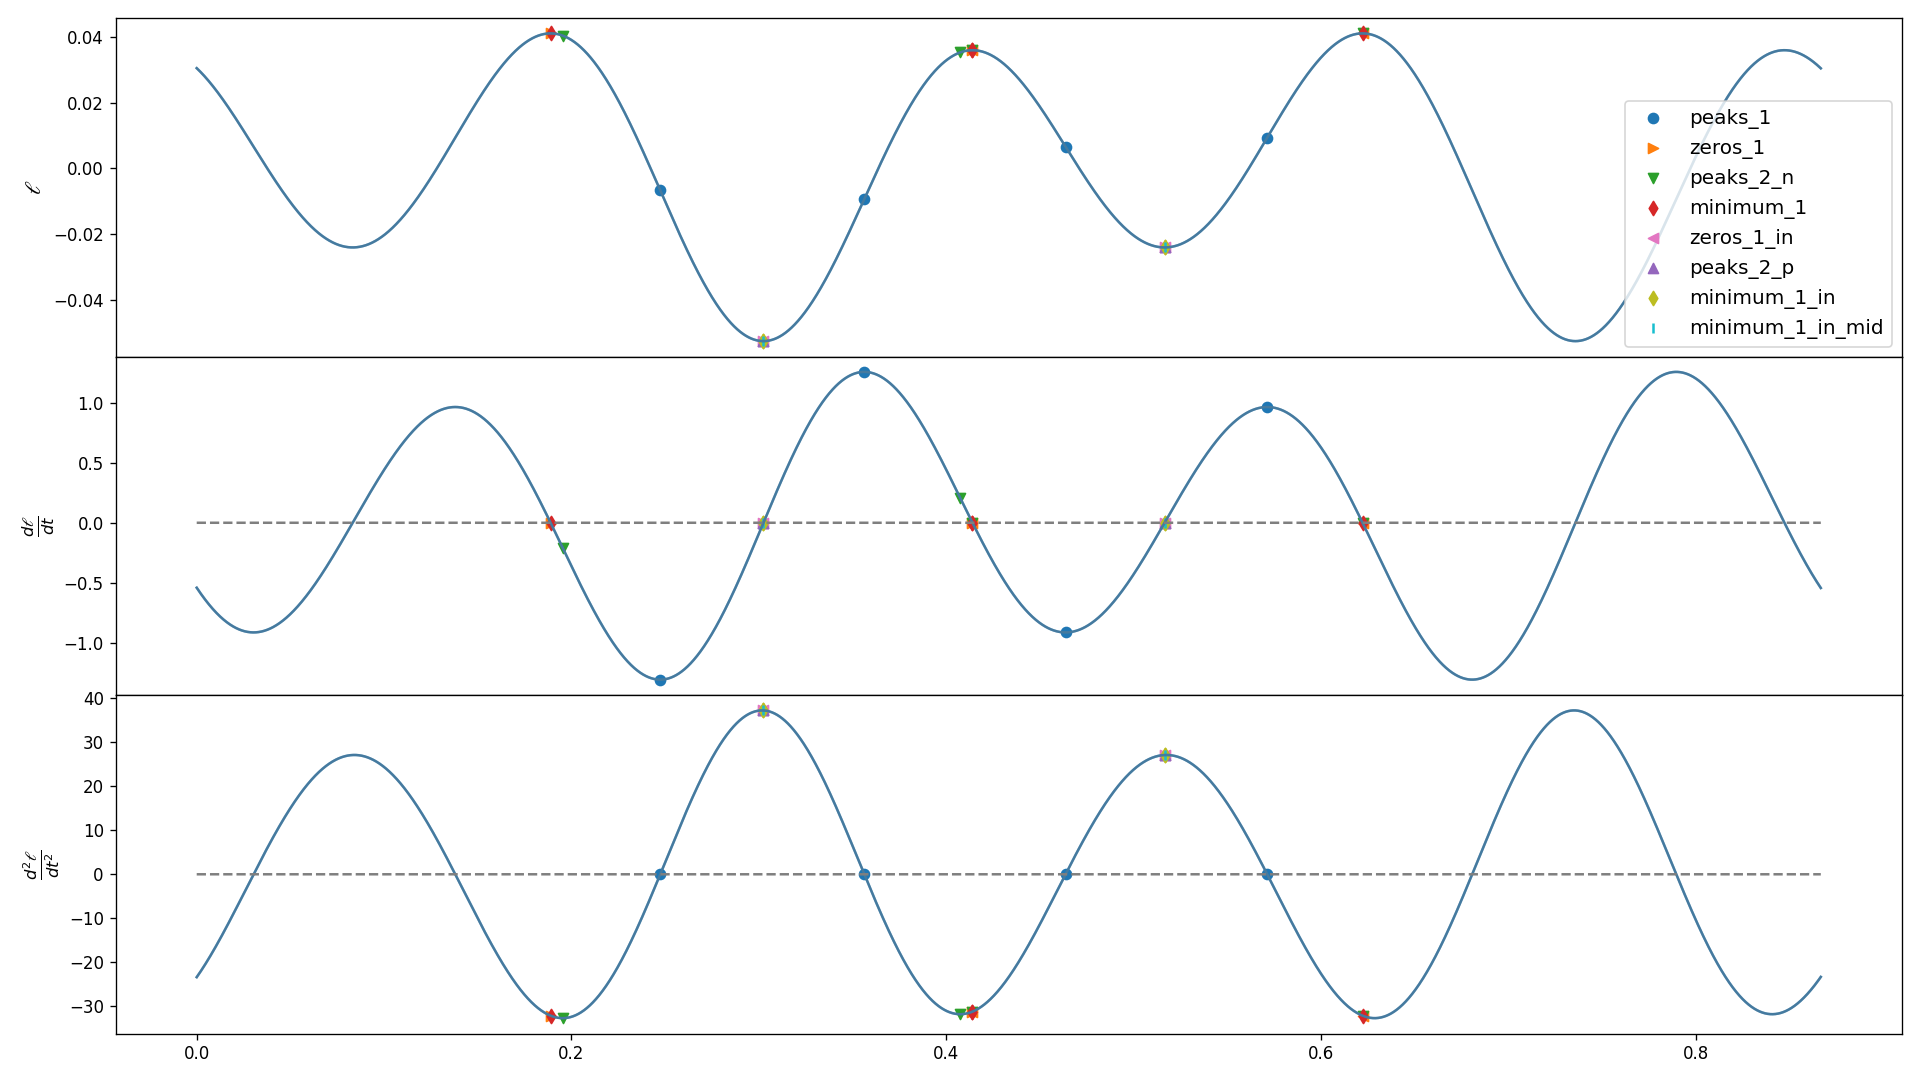 0.04
0.02
0.00
−0.02
−0.04
ℓ
peaks_1
zeros_1
peaks_2_n
minimum_1
zeros_1_in
peaks_2_p
minimum_1_in
minimum_1_in_mid
1.0
0.5
0.0
−0.5
−1.0
dℓ/dt
40
30
20
10
0
−10
−20
−30
d²ℓ/dt²
0.0 0.2 0.4 0.6 0.8